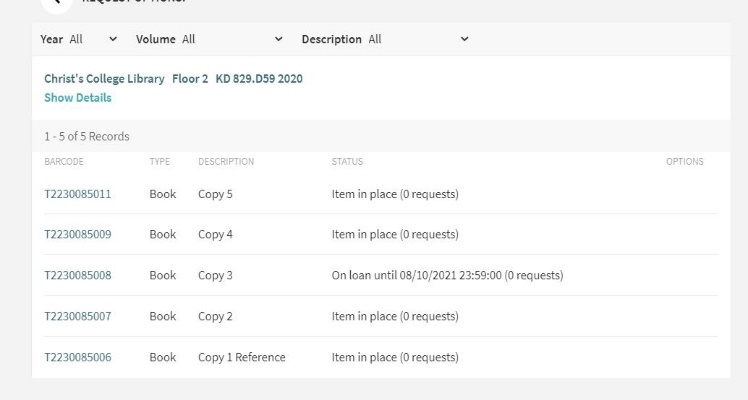 REQUEST OPTIONS:
Year All Volume All Description All
Christ's College Library Floor 2 KD 829.D59 2020
Show Details
1 - 5 of 5 Records
BARCODE TYPE DESCRIPTION STATUS OPTIONS
T2230085011 Book Copy 5 Item in place (0 requests)
T2230085009 Book Copy 4 Item in place (0 requests)
T2230085008 Book Copy 3 On loan until 08/10/2021 23:59:00 (0 requests)
T2230085007 Book Copy 2 Item in place (0 requests)
T2230085006 Book Copy 1 Reference Item in place (0 requests)